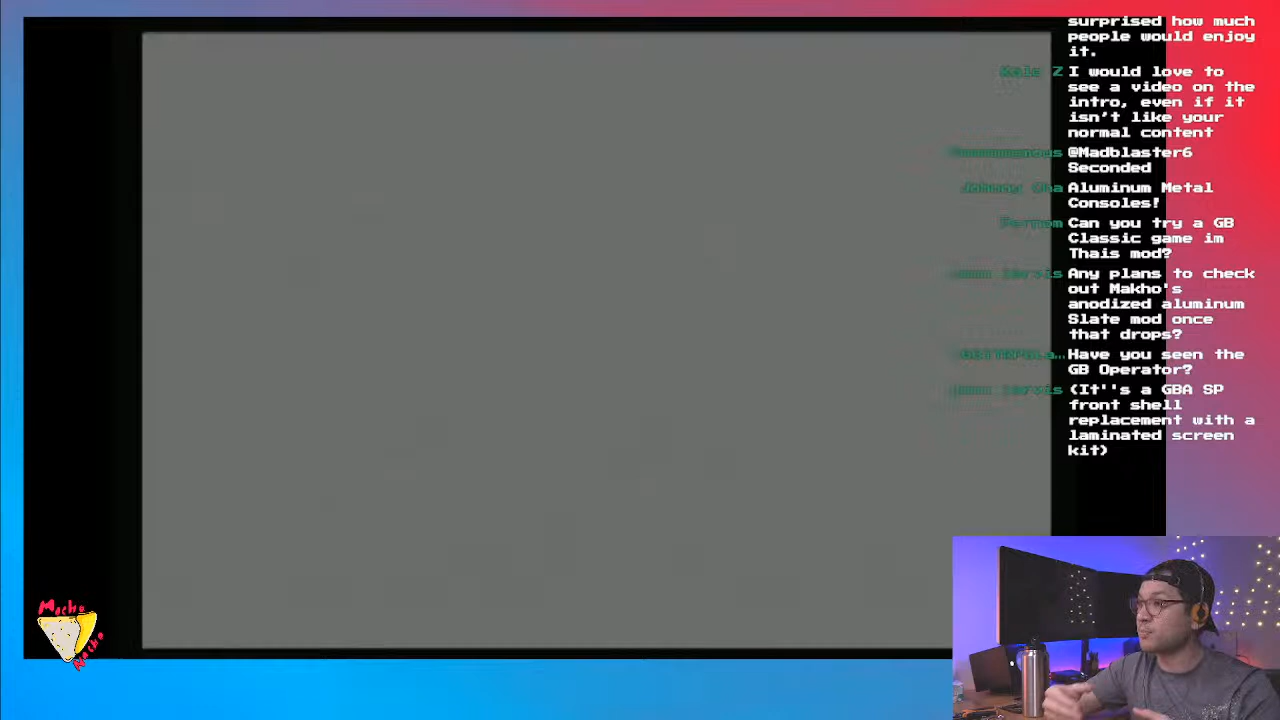 surprised how much
people would enjoy
it.
I would love to
see a video on the
intro, even if it
isn't like your
normal content
@Madblaster6
Seconded
Aluminum Metal
Consoles!
Can you try a GB
Classic game im
Thais mod?
Any plans to check
out Makho's
anodized aluminum
Slate mod once
that drops?
Have you seen the
GB Operator?
(It''s a GBA SP
front shell
replacement with a
laminated screen
kit)
Macho
Nacho